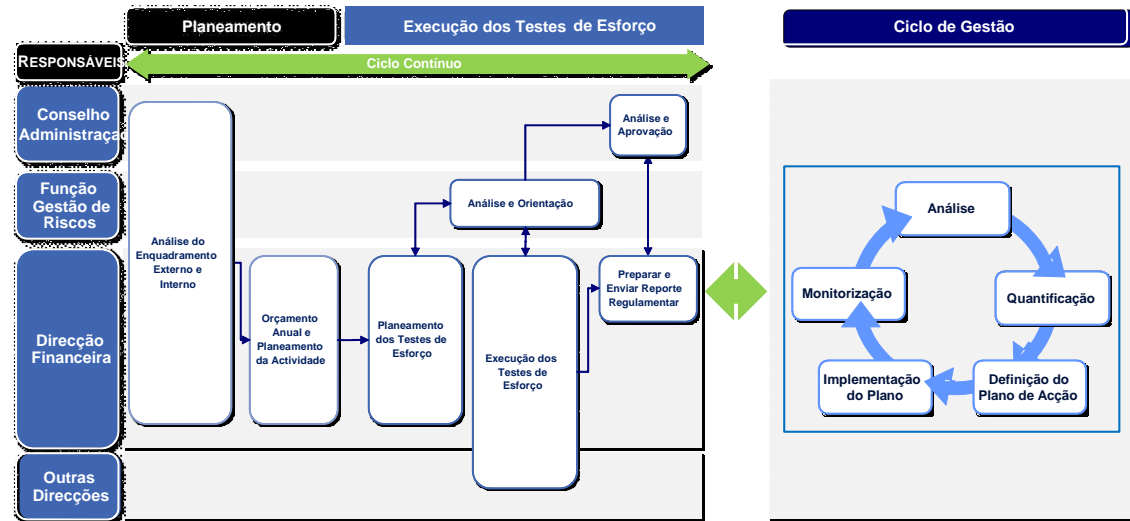 Planeamento
Execução dos Testes de Esforço
Ciclo de Gestão
RESPONSÁVEIS
Ciclo Contínuo
Conselho
Administraçao
Análise e
Aprovação
Função
Gestão de
Riscos
Análise e Orientação
Análise do
Enquadramento
Externo e
Interno
Direcção
Financeira
Orçamento
Anual e
Planeamento
da Actividade
Planeamento
dos Testes de
Esforço
Execução dos
Testes de
Esforço
Preparar e
Enviar Reporte
Regulamentar
Outras
Direcções
Análise
Quantificação
Definição do
Plano de Acção
Implementação
do Plano
Monitorização